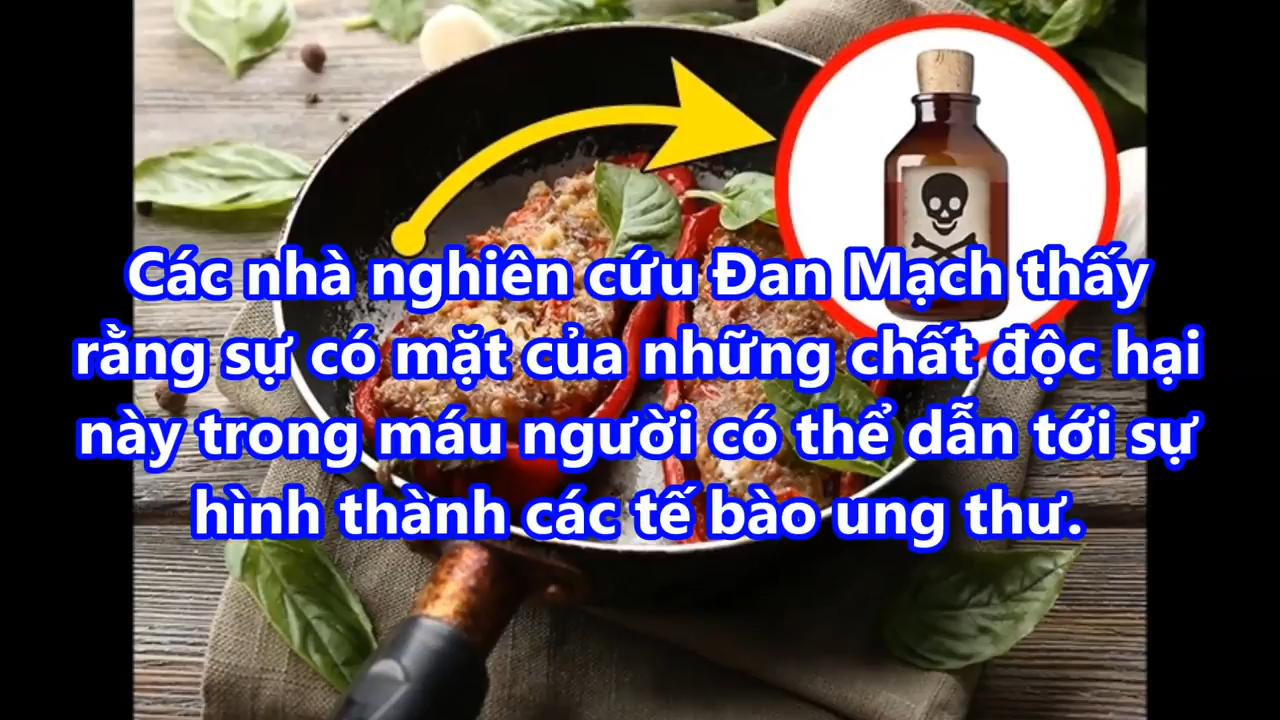 Các nhà nghiên cứu Đan Mạch thấy
rằng sự có mặt của những chất độc hại
này trong máu người có thể dẫn tới sự
hình thành các tế bào ung thư.